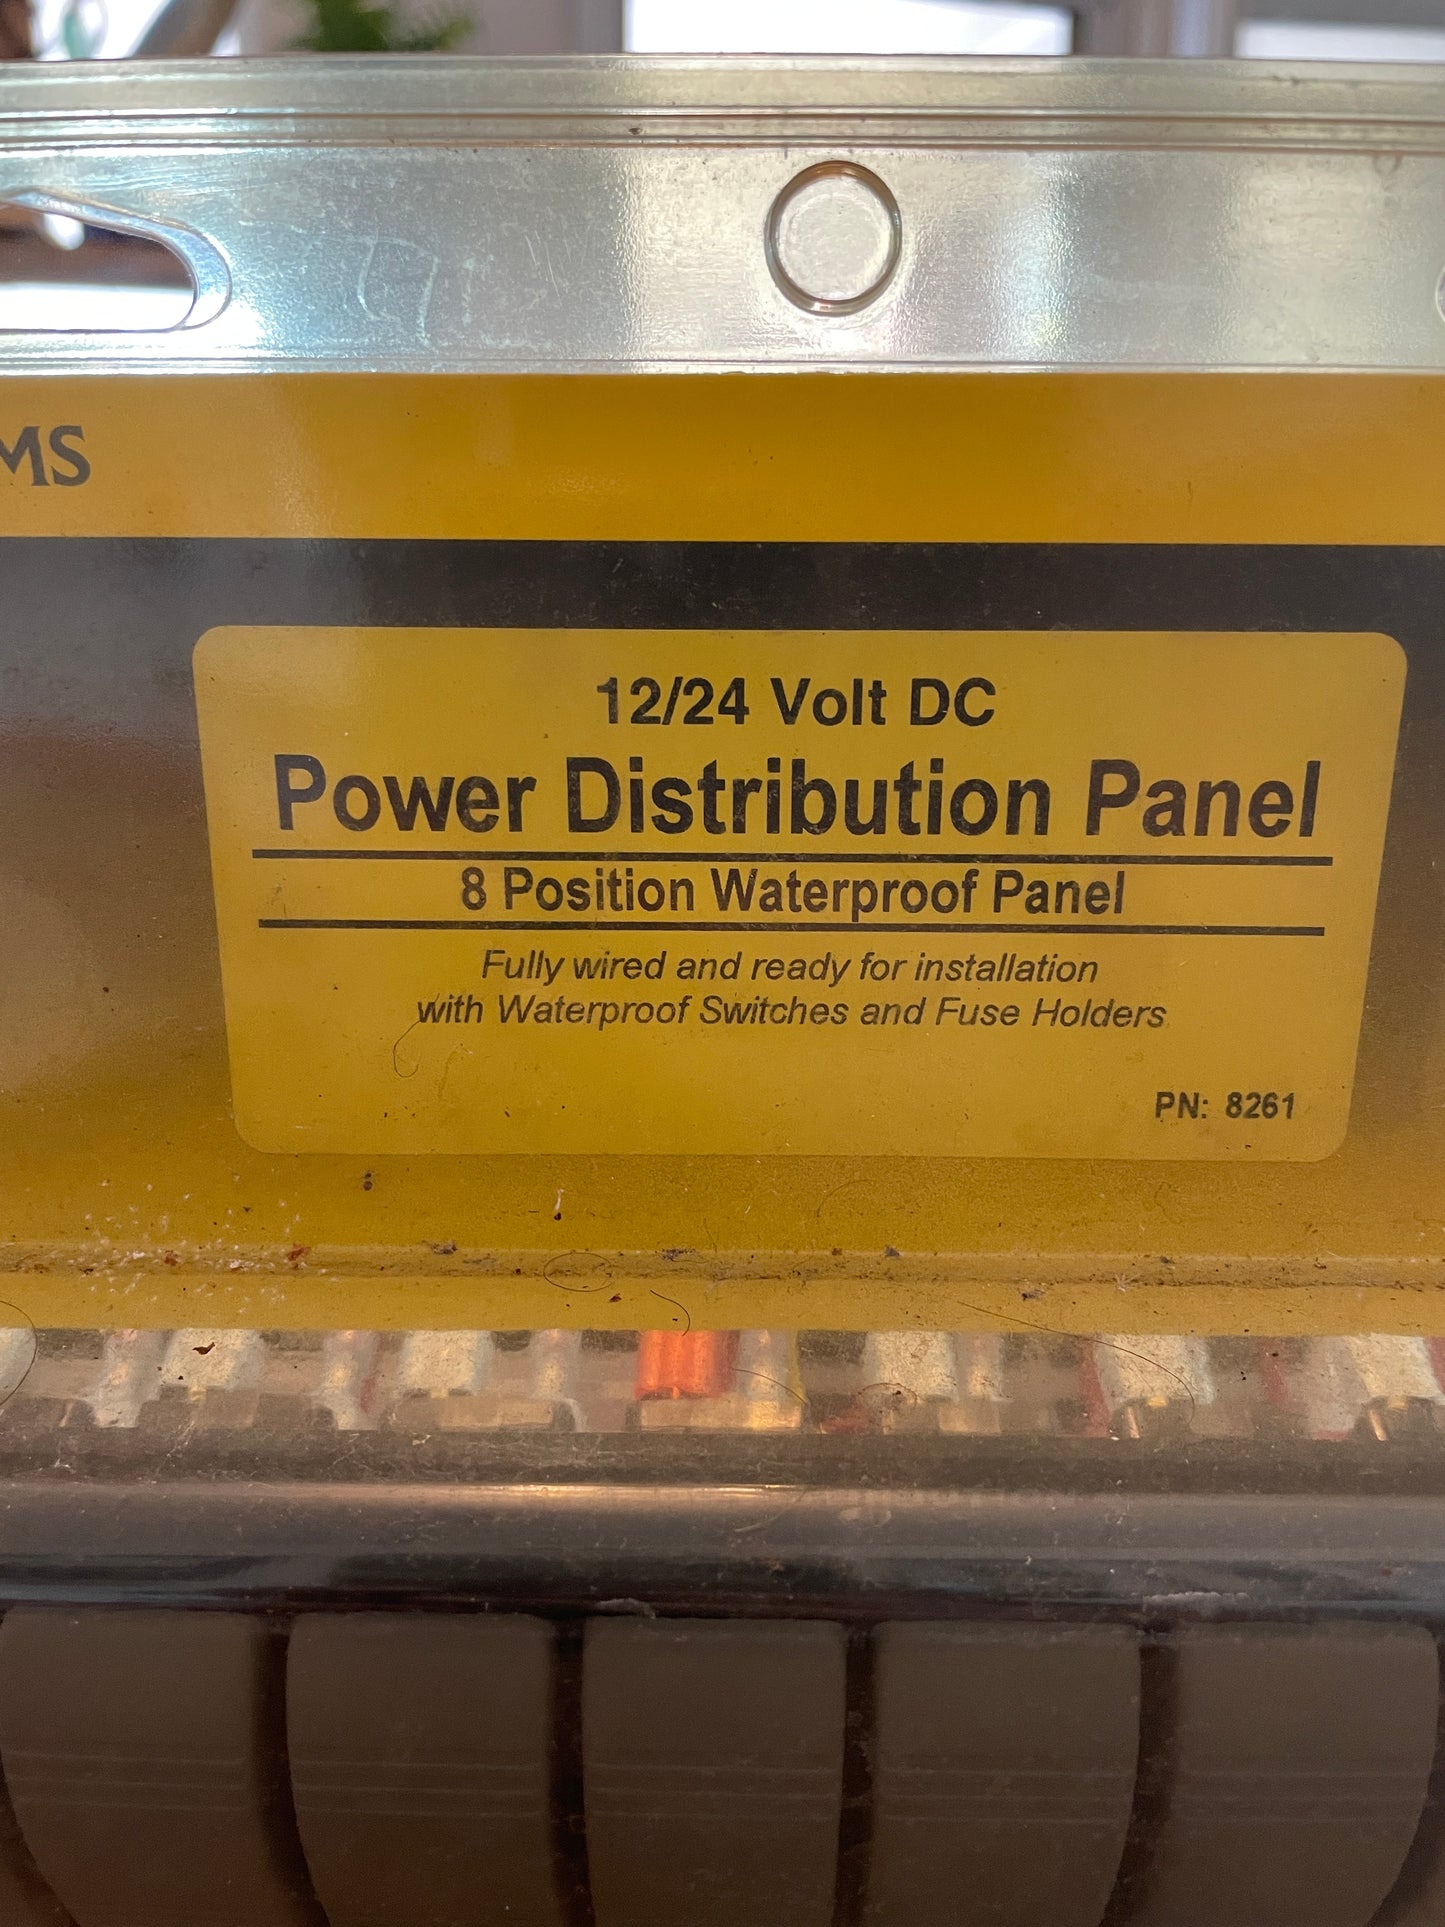 MS
12/24 Volt DC
Power Distribution Panel
8 Position Waterproof Panel
Fully wired and ready for installation
with Waterproof Switches and Fuse Holders
PN: 8261